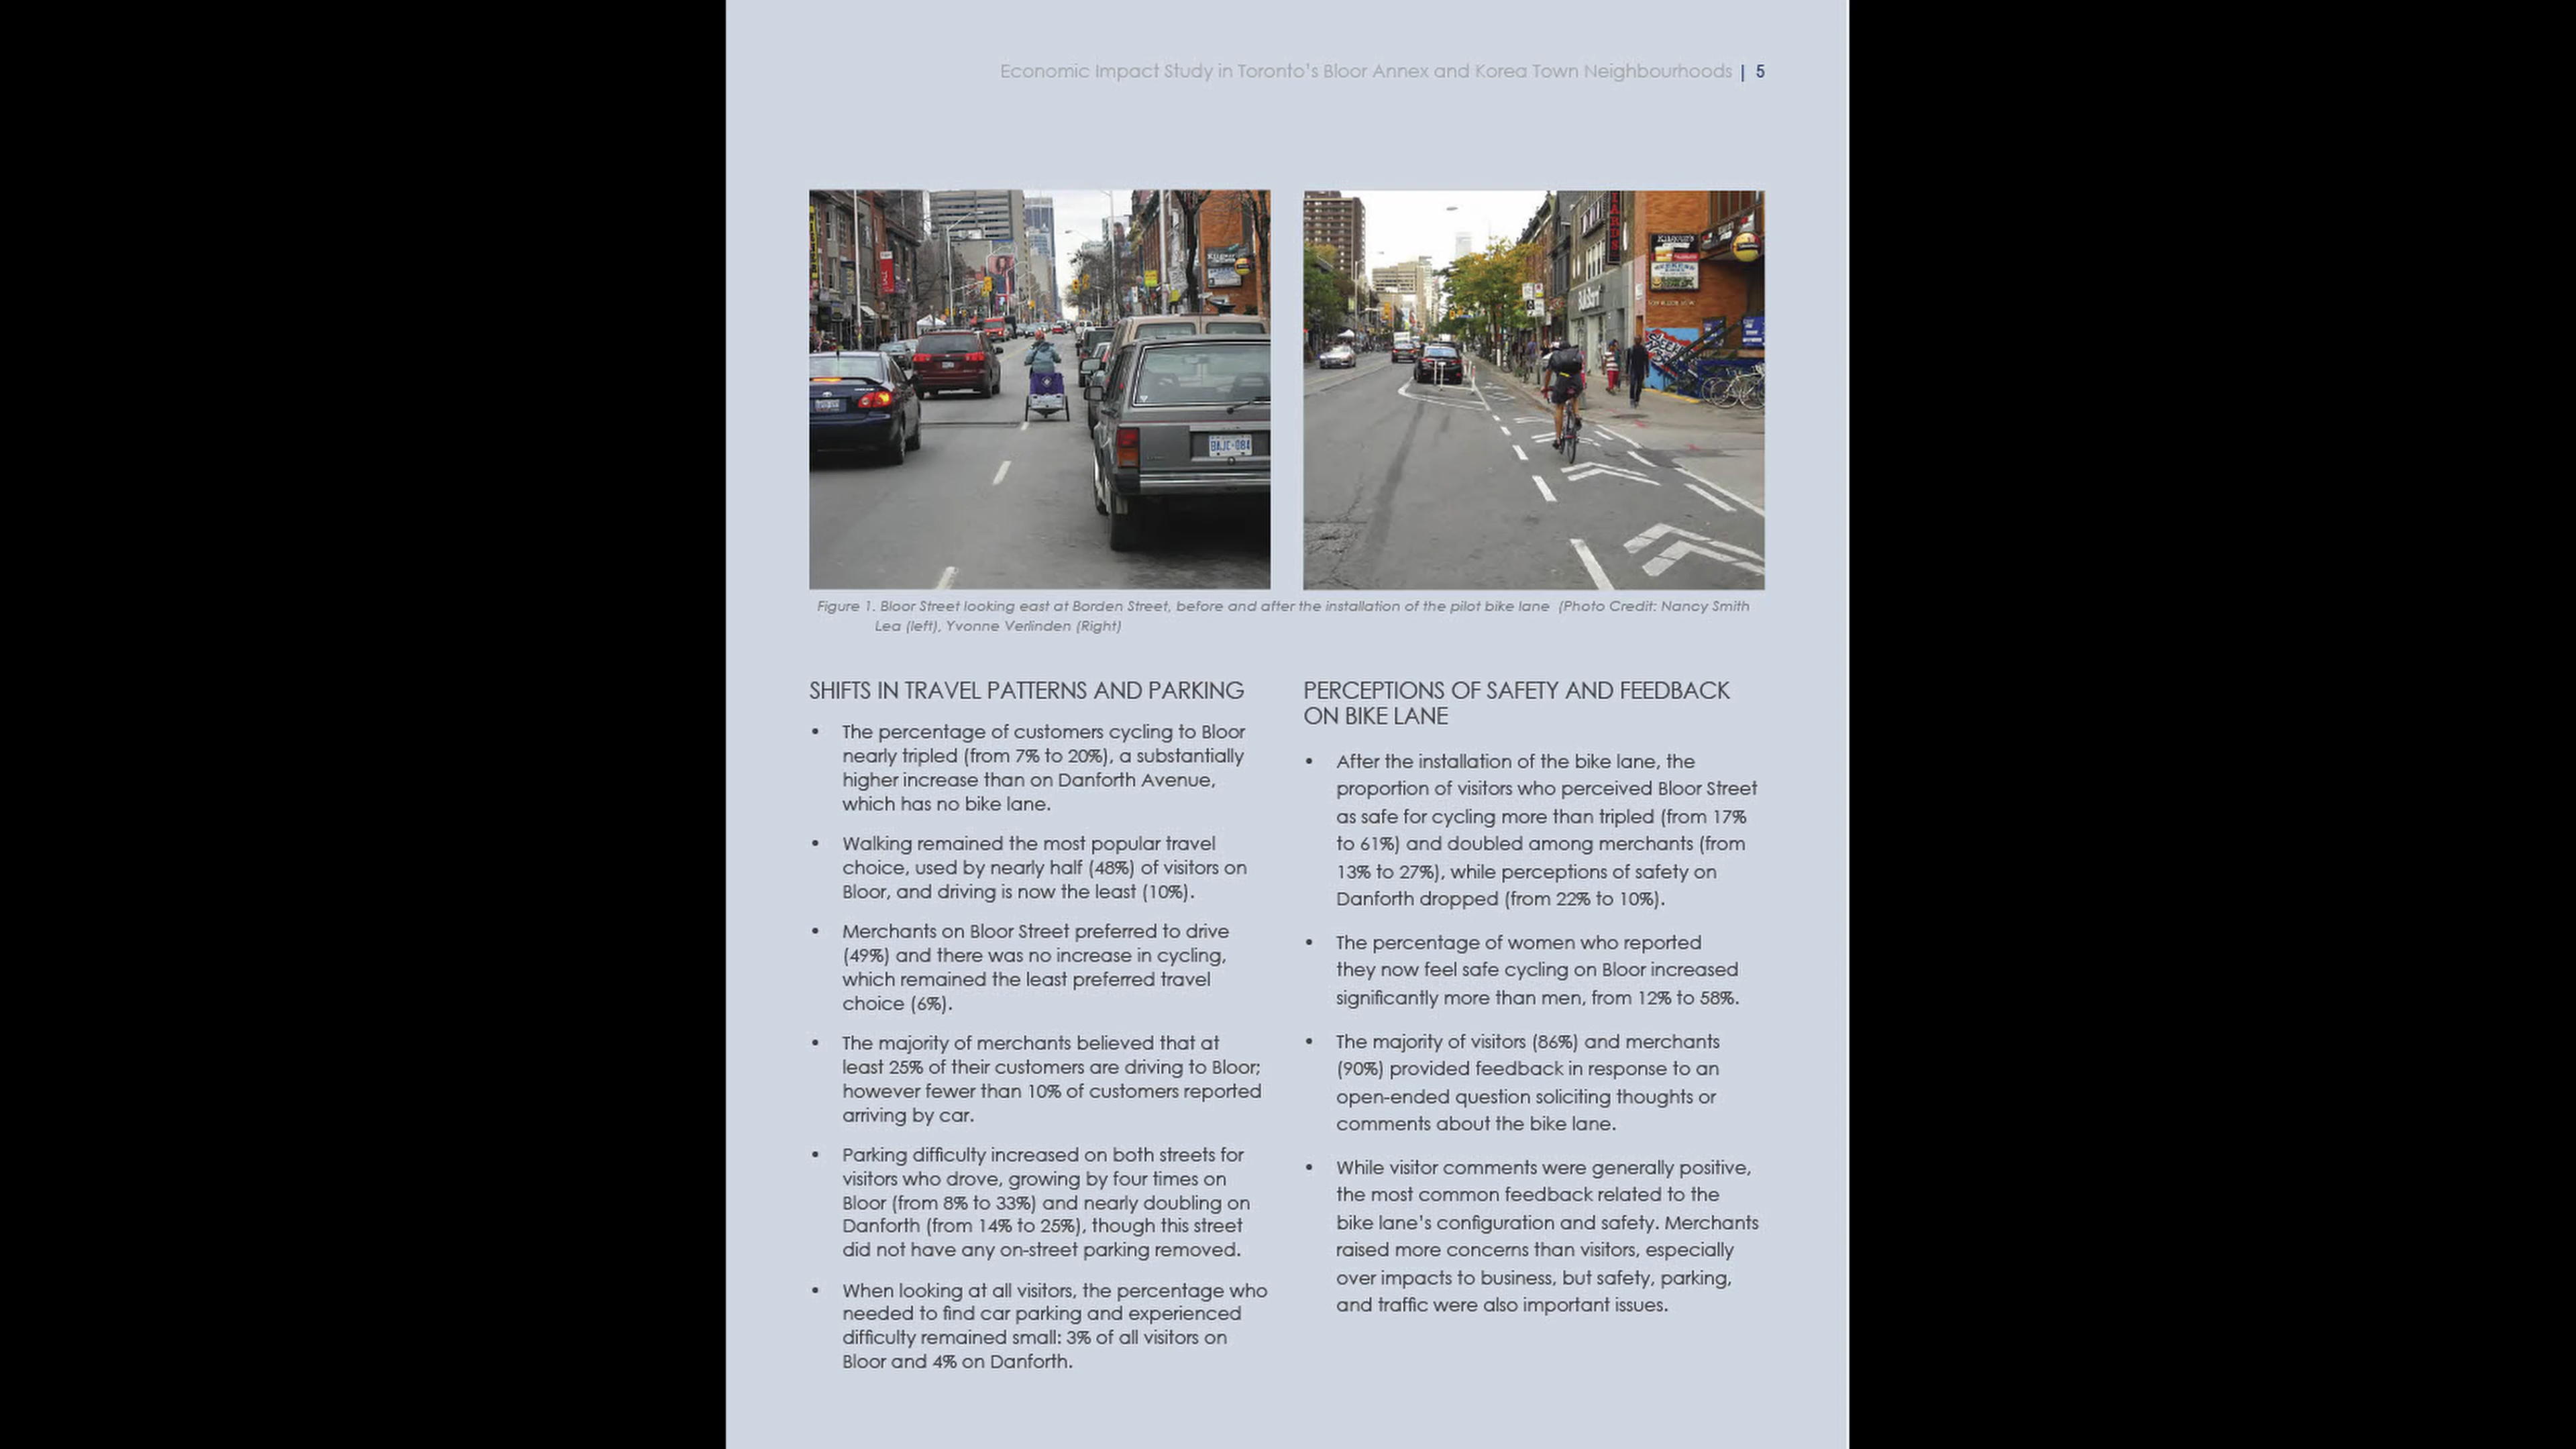 Economic Impact Study in Toronto's Bloor Annex and Korea Town Neighbourhoods | 5
BAJC·084
Kilgour's
Figure 1. Bloor Street looking east at Borden Street, before and after the installation of the pilot bike lane (Photo Credit: Nancy Smith
Lea (left), Yvonne Verlinden (Right)
SHIFTS IN TRAVEL PATTERNS AND PARKING
• The percentage of customers cycling to Bloor
nearly tripled (from 7% to 20%), a substantially
higher increase than on Danforth Avenue,
which has no bike lane.
• Walking remained the most popular travel
choice, used by nearly half (48%) of visitors on
Bloor, and driving is now the least (10%).
• Merchants on Bloor Street preferred to drive
(49%) and there was no increase in cycling,
which remained the least preferred travel
choice (6%).
• The majority of merchants believed that at
least 25% of their customers are driving to Bloor;
however fewer than 10% of customers reported
arriving by car.
• Parking difficulty increased on both streets for
visitors who drove, growing by four times on
Bloor (from 8% to 33%) and nearly doubling on
Danforth (from 14% to 25%), though this street
did not have any on-street parking removed.
• When looking at all visitors, the percentage who
needed to find car parking and experienced
difficulty remained small: 3% of all visitors on
Bloor and 4% on Danforth.
PERCEPTIONS OF SAFETY AND FEEDBACK
ON BIKE LANE
• After the installation of the bike lane, the
proportion of visitors who perceived Bloor Street
as safe for cycling more than tripled (from 17%
to 61%) and doubled among merchants (from
13% to 27%), while perceptions of safety on
Danforth dropped (from 22% to 10%).
• The percentage of women who reported
they now feel safe cycling on Bloor increased
significantly more than men, from 12% to 58%.
• The majority of visitors (86%) and merchants
(90%) provided feedback in response to an
open-ended question soliciting thoughts or
comments about the bike lane.
• While visitor comments were generally positive,
the most common feedback related to the
bike lane's configuration and safety. Merchants
raised more concerns than visitors, especially
over impacts to business, but safety, parking,
and traffic were also important issues.